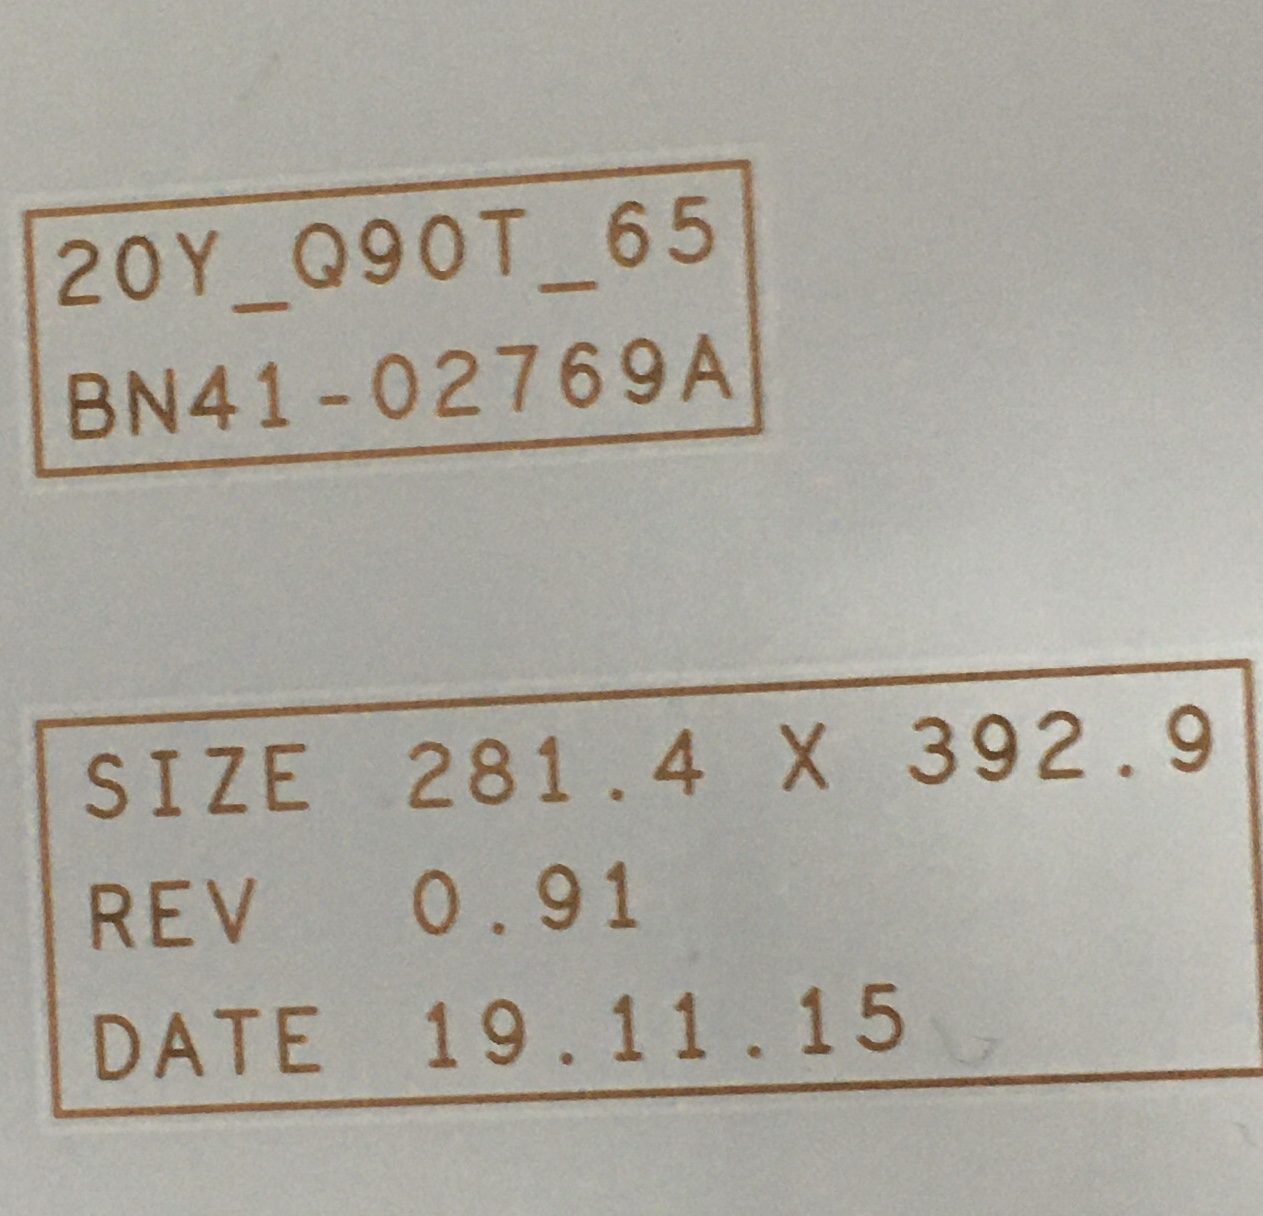 20Y_Q90T_65
BN41-02769A
SIZE 281.4 X 392.9
REV 0.91
DATE 19.11.15